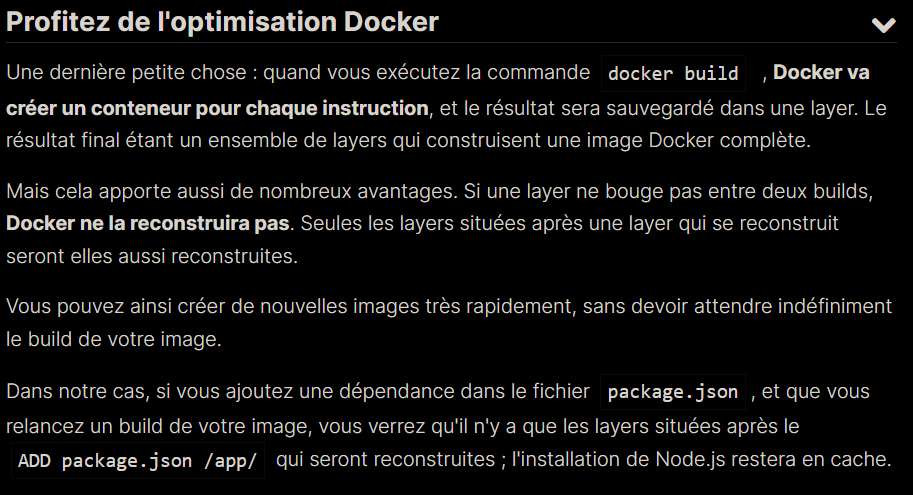 Profitez de l'optimisation Docker
Une dernière petite chose : quand vous exécutez la commande docker build , Docker va
créer un conteneur pour chaque instruction, et le résultat sera sauvegardé dans une layer. Le
résultat final étant un ensemble de layers qui construisent une image Docker complète.
Mais cela apporte aussi de nombreux avantages. Si une layer ne bouge pas entre deux builds,
Docker ne la reconstruira pas. Seules les layers situées après une layer qui se reconstruit
seront elles aussi reconstruites.
Vous pouvez ainsi créer de nouvelles images très rapidement, sans devoir attendre indéfiniment
le build de votre image.
Dans notre cas, si vous ajoutez une dépendance dans le fichier package.json , et que vous
relancez un build de votre image, vous verrez qu'il n'y a que les layers situées après le
ADD package.json /app/ qui seront reconstruites ; l'installation de Node.js restera en cache.